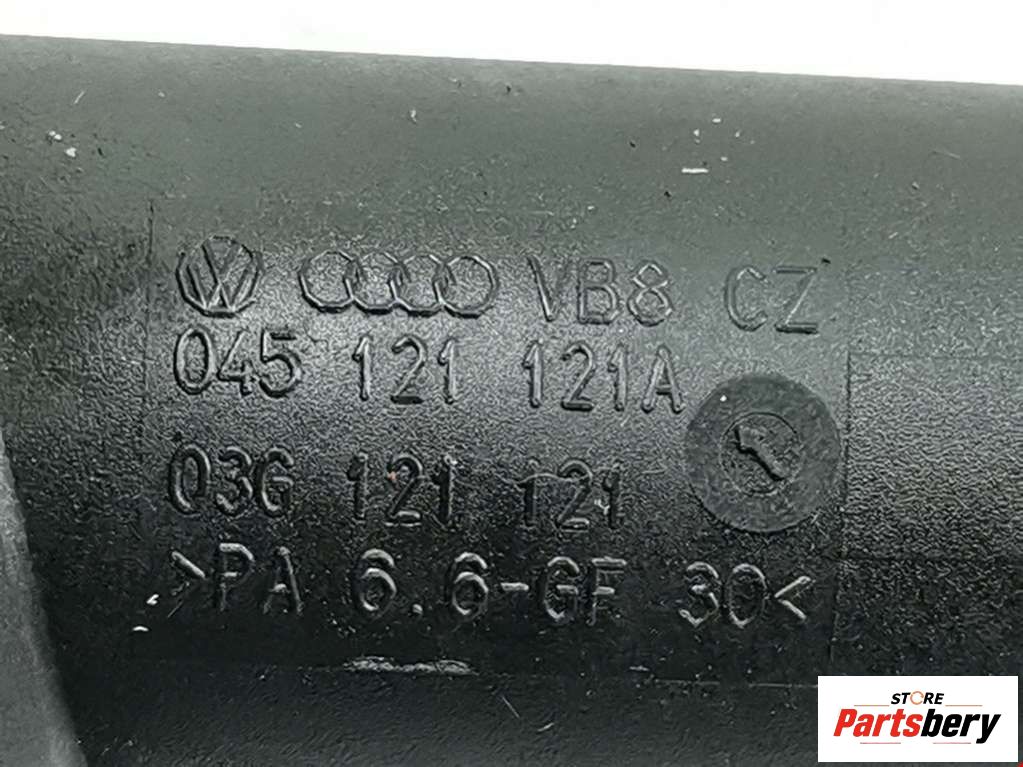 VB8 CZ
045 121 121A
03G 121 121
>PA 6.6-GF 30<
STORE
Partsbery